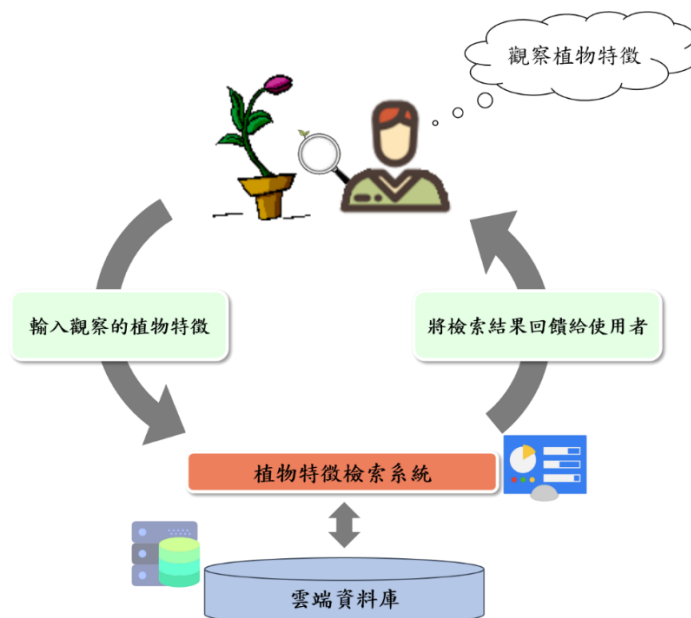 觀察植物特徵
輸入觀察的植物特徵
將檢索結果回饋給使用者
植物特徵檢索系統
雲端資料庫